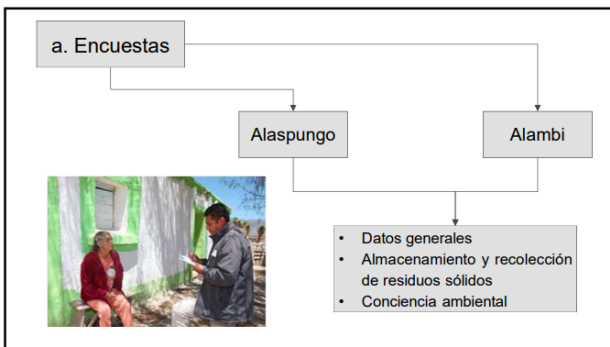 a. Encuestas
Alaspungo
Alambi
• Datos generales
• Almacenamiento y recolección
de residuos sólidos
• Conciencia ambiental